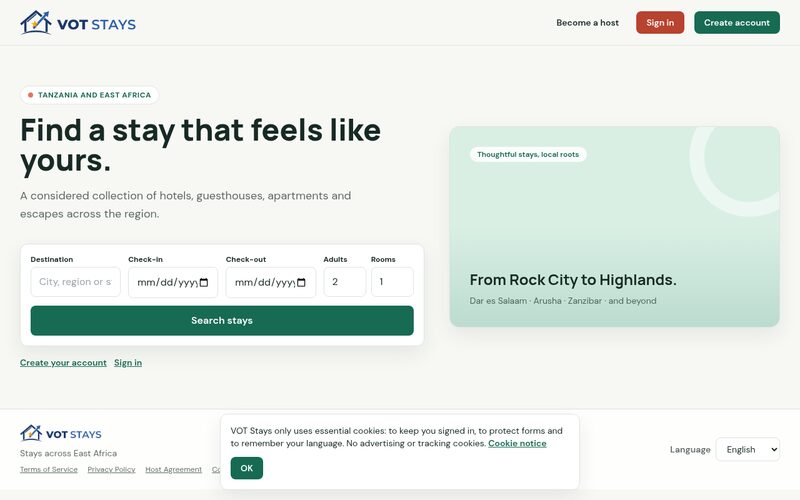 VOT STAYS
Become a host
Sign in
Create account
TANZANIA AND EAST AFRICA
Find a stay that feels like
yours.
A considered collection of hotels, guesthouses, apartments and
escapes across the region.
Destination
Check-in
Check-out
Adults
Rooms
City, region or s
mm/dd/yyyy
mm/dd/yyyy
2
1
Search stays
Create your account
Sign in
Thoughtful stays, local roots
From Rock City to Highlands.
Dar es Salaam · Arusha · Zanzibar · and beyond
VOT STAYS
Stays across East Africa
Terms of Service
Privacy Policy
Host Agreement
VOT Stays only uses essential cookies: to keep you signed in, to protect forms and
to remember your language. No advertising or tracking cookies. Cookie notice
OK
Language
English